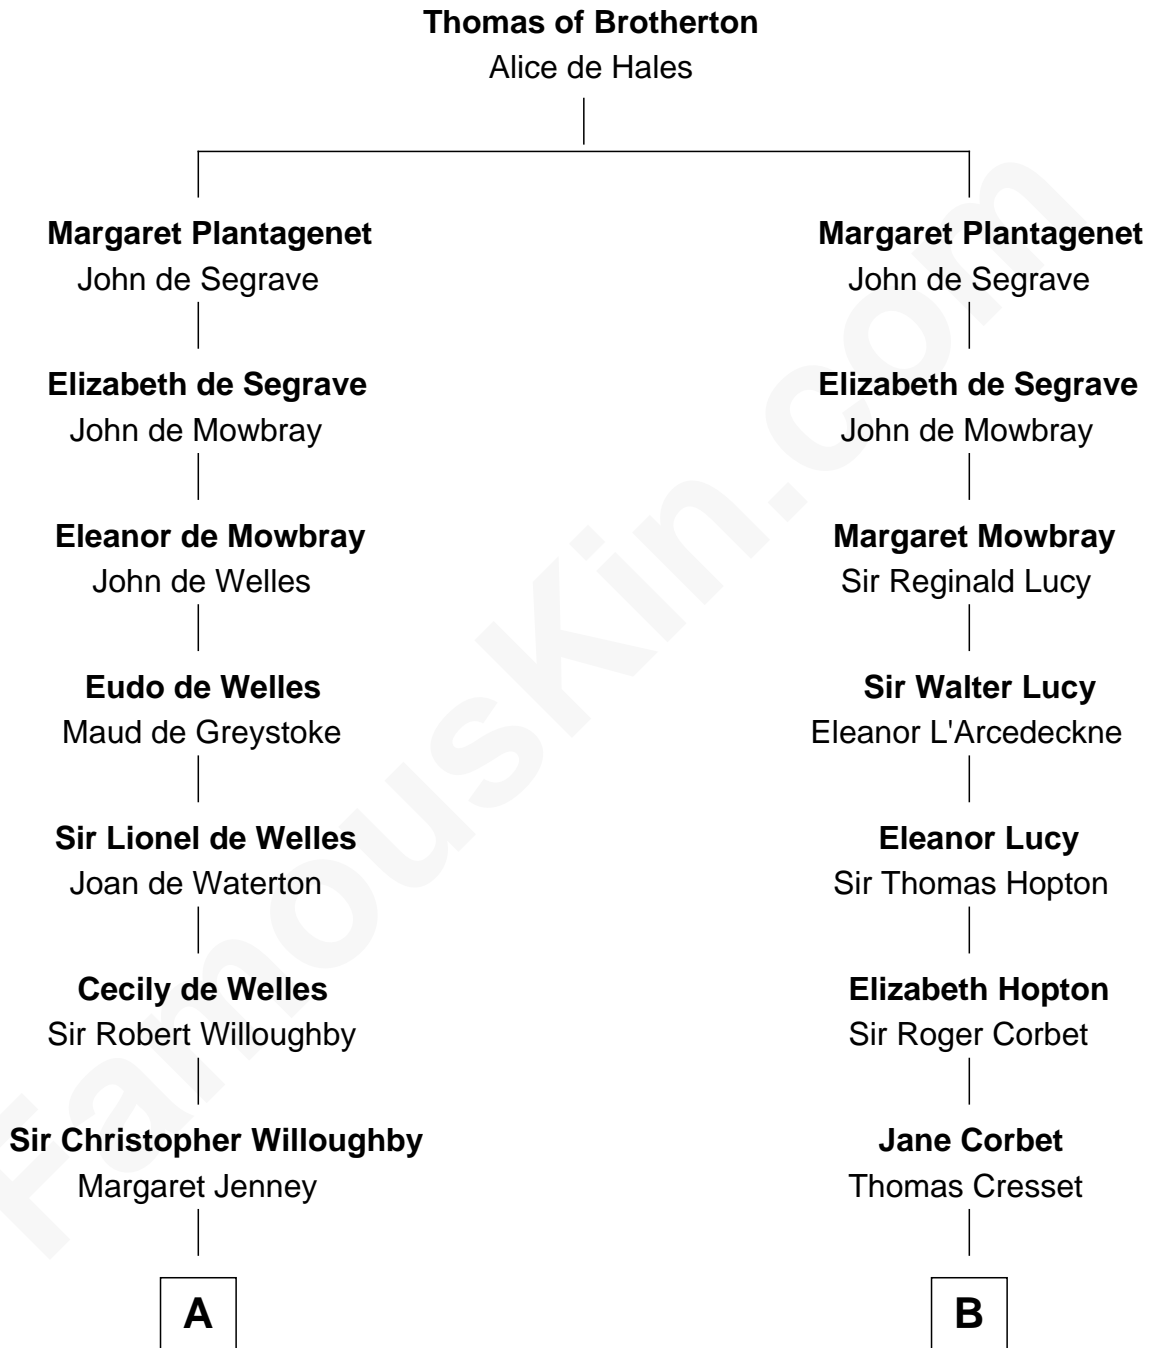 Thomas of Brotherton
Alice de Hales
Margaret Plantagenet
John de Segrave
Elizabeth de Segrave
John de Mowbray
Eleanor de Mowbray
John de Welles
Eudo de Welles
Maud de Greystoke
Sir Lionel de Welles
Joan de Waterton
Cecily de Welles
Sir Robert Willoughby
Sir Christopher Willoughby
Margaret Jenney
A
Margaret Plantagenet
John de Segrave
Elizabeth de Segrave
John de Mowbray
Margaret Mowbray
Sir Reginald Lucy
Sir Walter Lucy
Eleanor L'Arcedeckne
Eleanor Lucy
Sir Thomas Hopton
Elizabeth Hopton
Sir Roger Corbet
Jane Corbet
Thomas Cresset
B
FamousKin.com